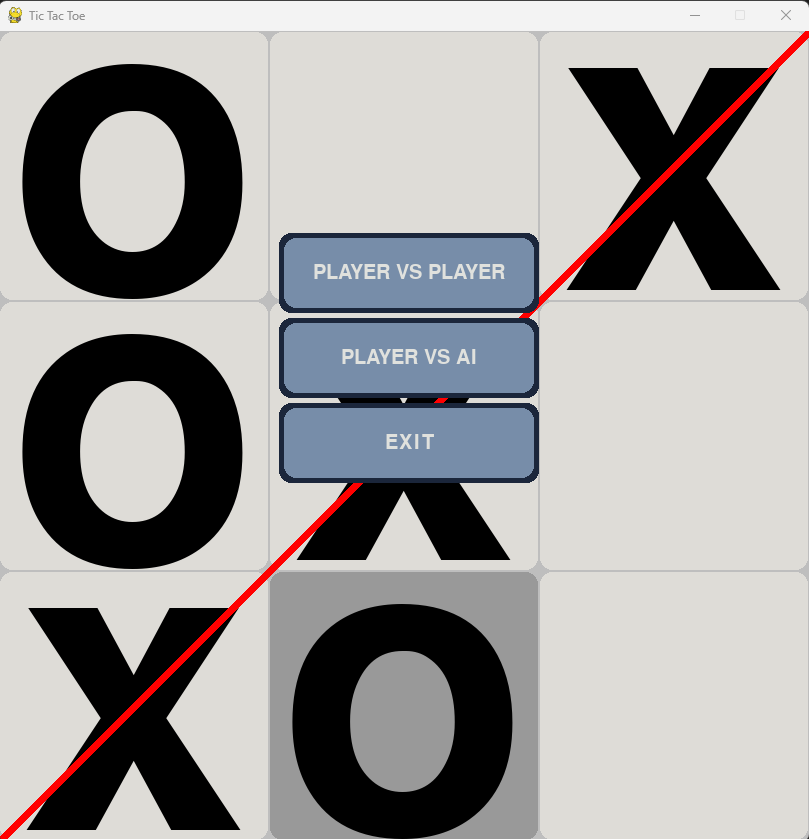 Tic Tac Toe
O X
PLAYER VS PLAYER
PLAYER VS AI
O X
EXIT
X O